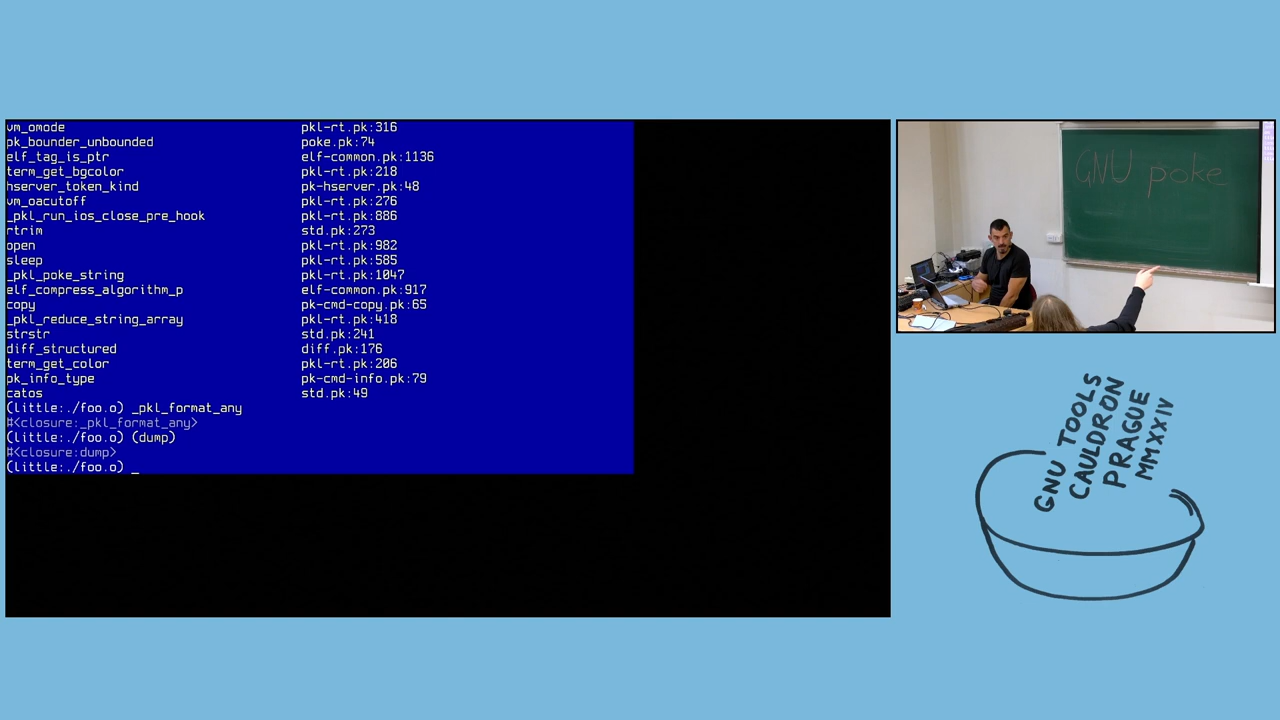 vm_omode pkl-rt.pk:316
pk_bounder_unbounded poke.pk:74
elf_tag_is_ptr elf-common.pk:1136
term_get_bgcolor pkl-rt.pk:218
hserver_token_kind pk-hserver.pk:48
vm_oacutoff pkl-rt.pk:276
_pkl_run_ios_close_pre_hook pkl-rt.pk:886
rtrim std.pk:273
open pkl-rt.pk:982
sleep pkl-rt.pk:585
_pkl_poke_string pkl-rt.pk:1047
elf_compress_algorithm_p elf-common.pk:917
copy pk-cmd-copy.pk:65
_pkl_reduce_string_array pkl-rt.pk:418
strstr std.pk:241
diff_structured diff.pk:176
term_get_color pkl-rt.pk:206
pk_info_type pk-cmd-info.pk:79
catos std.pk:49
(little:./foo.o) _pkl_format_any
#<closure:_pkl_format_any>
(little:./foo.o) (dump)
#<closure:dump>
(little:./foo.o) _
GNU poke
GNU TOOLS
CAULDRON
PRAGUE
MMXXIV